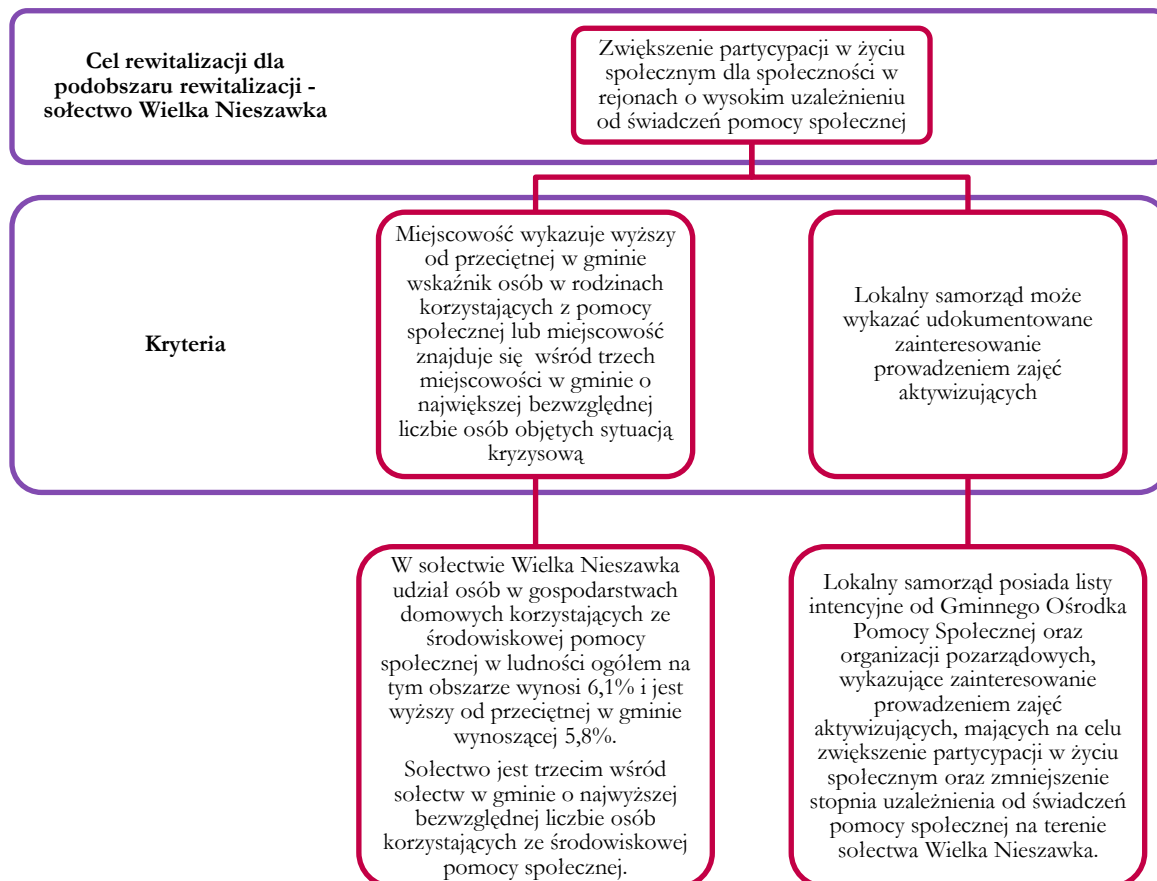 Cel rewitalizacji dla
podobszaru rewitalizacji -
sołectwo Wielka Nieszawka
Zwiększenie partycypacji w życiu
społecznym dla społeczności w
rejonach o wysokim uzależnieniu
od świadczeń pomocy społecznej
Kryteria
Miejscowość wykazuje wyższy
od przeciętnej w gminie
wskaźnik osób w rodzinach
korzystających z pomocy
społecznej lub miejscowość
znajduje się wśród trzech
miejscowości w gminie o
największej bezwzględnej
liczbie osób objętych sytuacją
kryzysową
Lokalny samorząd może
wykazać udokumentowane
zainteresowanie
prowadzeniem zajęć
aktywizujących
W sołectwie Wielka Nieszawka
udział osób w gospodarstwach
domowych korzystających ze
środowiskowej pomocy
społecznej w ludności ogółem na
tym obszarze wynosi 6,1% i jest
wyższy od przeciętnej w gminie
wynoszącej 5,8%.
Sołectwo jest trzecim wśród
sołectw w gminie o najwyższej
bezwzględnej liczbie osób
korzystających ze środowiskowej
pomocy społecznej.
Lokalny samorząd posiada listy
intencyjne od Gminnego Ośrodka
Pomocy Społecznej oraz
organizacji pozarządowych,
wykazujące zainteresowanie
prowadzeniem zajęć
aktywizujących, mających na celu
zwiększenie partycypacji w życiu
społecznym oraz zmniejszenie
stopnia uzależnienia od świadczeń
pomocy społecznej na terenie
sołectwa Wielka Nieszawka.